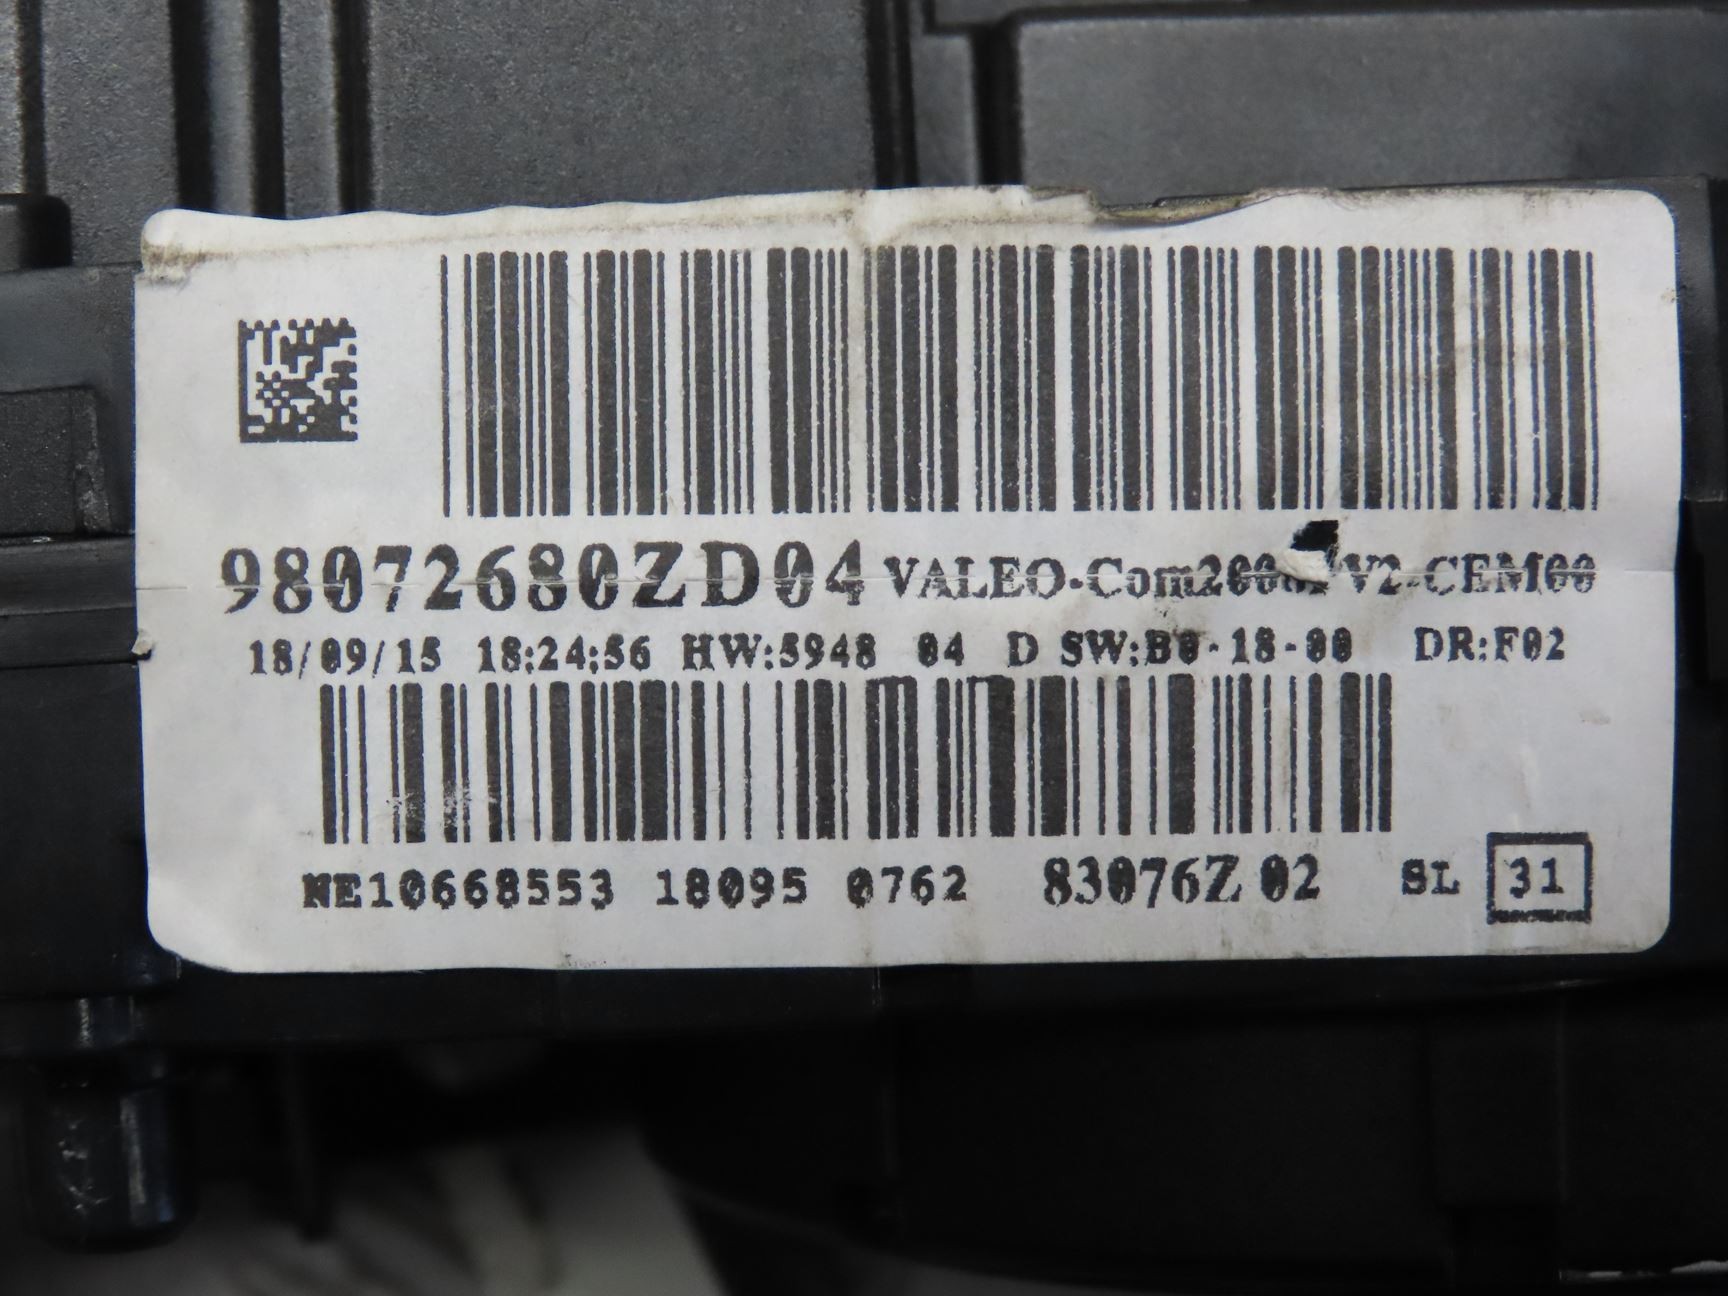 98072680ZD04 VALEO-Com2008P V2-CEM00
18/09/15 18:24:56 HW:5948 04 D SW:B0-18-00 DR:F02
NE10668553 18095 0762 83076Z 02 SL 31